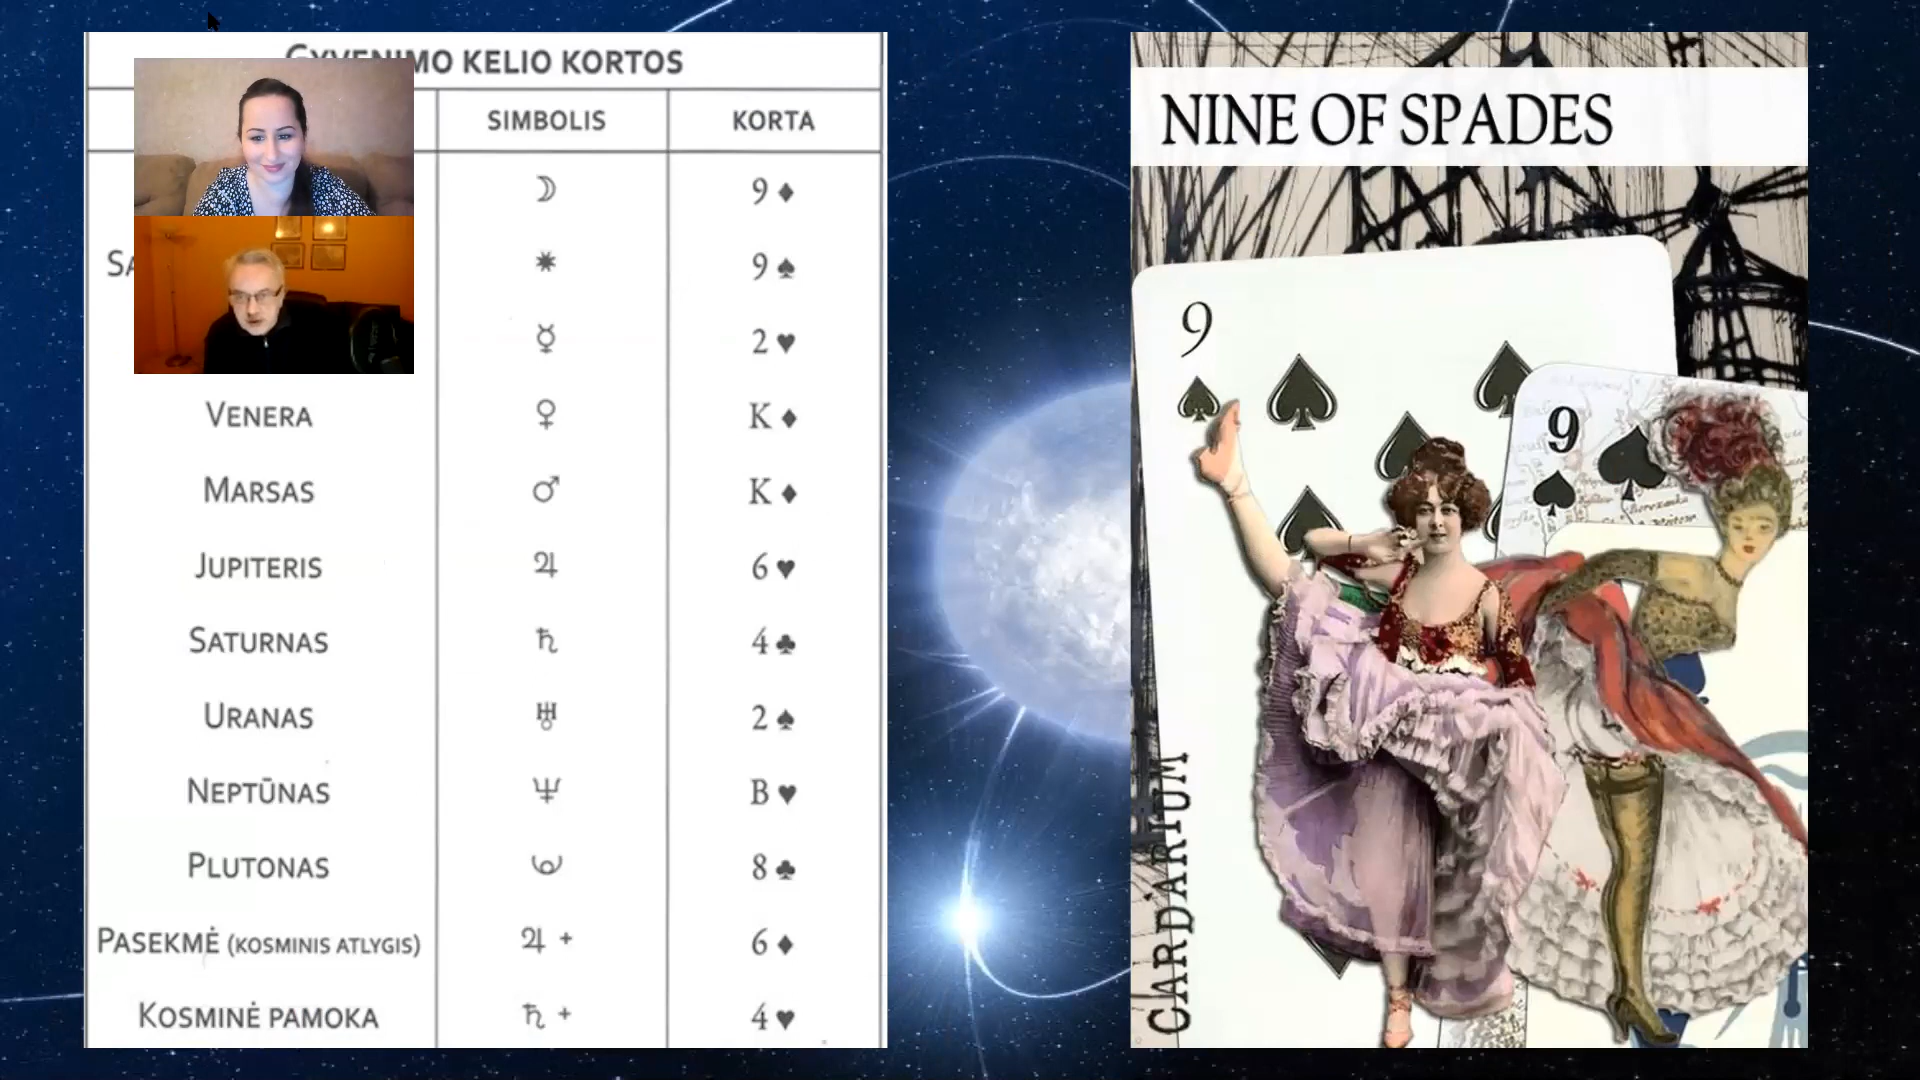 MO KELIO KORTOS
SIMBOLIS KORTA
☽ 9♦
SA ✷ 9♠
☿ 2♥
VENERA ♀ K♦
MARSAS ♂ K♦
JUPITERIS ♃ 6♥
SATURNAS ♄ 4♣
URANAS ♅ 2♠
NEPTŪNAS ♆ B♥
PLUTONAS 8♣
PASEKMĖ (KOSMINIS ATLYGIS) ♃ + 6♦
KOSMINĖ PAMOKA ♄ + 4♥
NINE OF SPADES
9
9
CARDARIUM